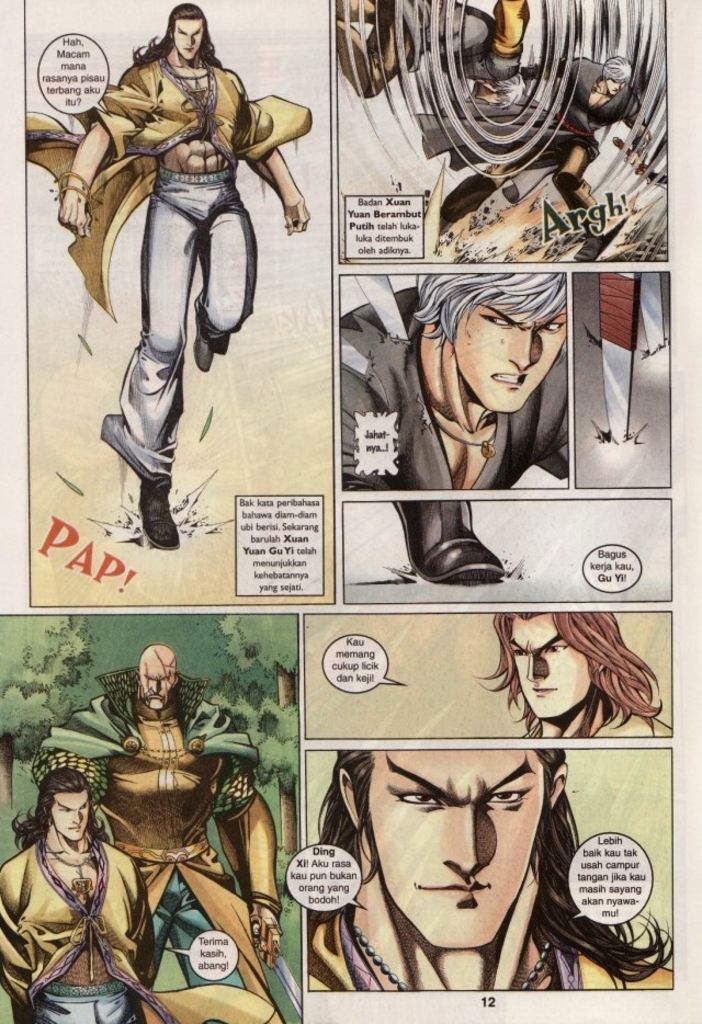 Hah,
Macam
mana
rasanya pisau
terbang aku
itu?
PAP!
Bak kata peribahasa
bahawa diam-diam
ubi berisi. Sekarang
barulah Xuan
Yuan Gu Yi telah
menunjukkan
kehebatannya
yang sejati.
Badan Xuan
Yuan Berambut
Putih telah luka-
luka ditembuk
oleh adiknya.
Argh!
Jahat-
nya..!
Bagus
kerja kau,
Gu Yi!
Terima
kasih,
abang!
Kau
memang
cukup licik
dan keji!
Ding
Xi! Aku rasa
kau pun bukan
orang yang
bodoh!
Lebih
baik kau tak
usah campur
tangan jika kau
masih sayang
akan nyawa-
mu!
12